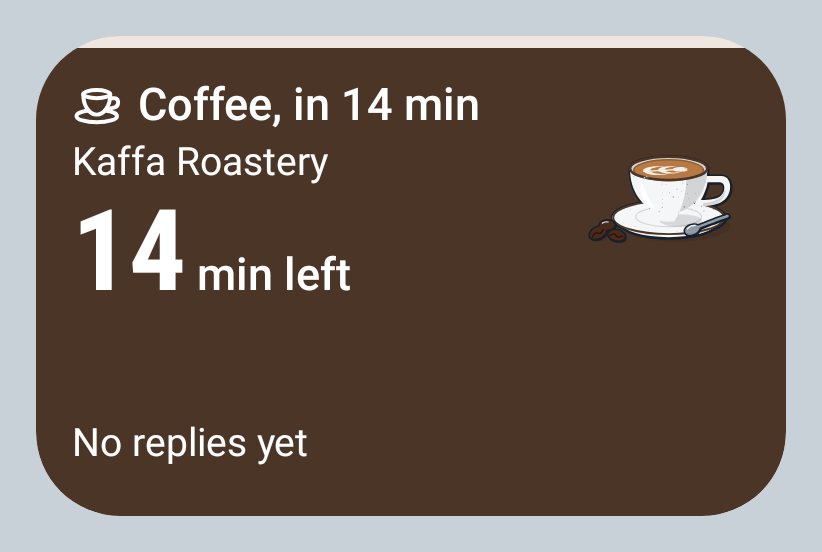 Coffee, in 14 min
Kaffa Roastery
14 min left
No replies yet